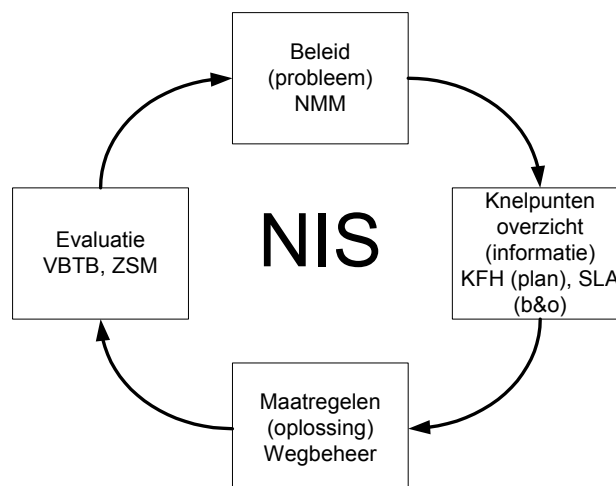 Beleid
(probleem)
NMM
Knelpunten
overzicht
(informatie)
KFH (plan), SLA
(b&o)
NIS
Evaluatie
VBTB, ZSM
Maatregelen
(oplossing)
Wegbeheer